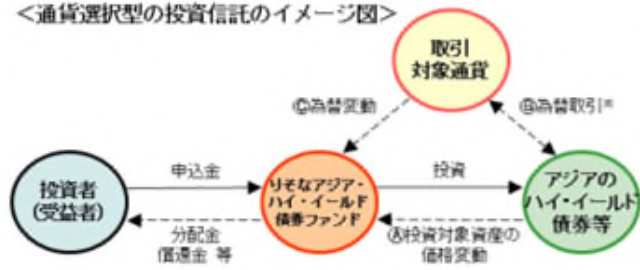 ＜通貨選択型の投資信託のイメージ図＞
取引
対象通貨
Ⓒ為替変動
Ⓑ為替取引※
投資者
(受益者)
申込金
分配金
償還金 等
りそなアジア・
ハイ・イールド
債券ファンド
投資
Ⓐ投資対象資産の
価格変動
アジアの
ハイ・イールド
債券等